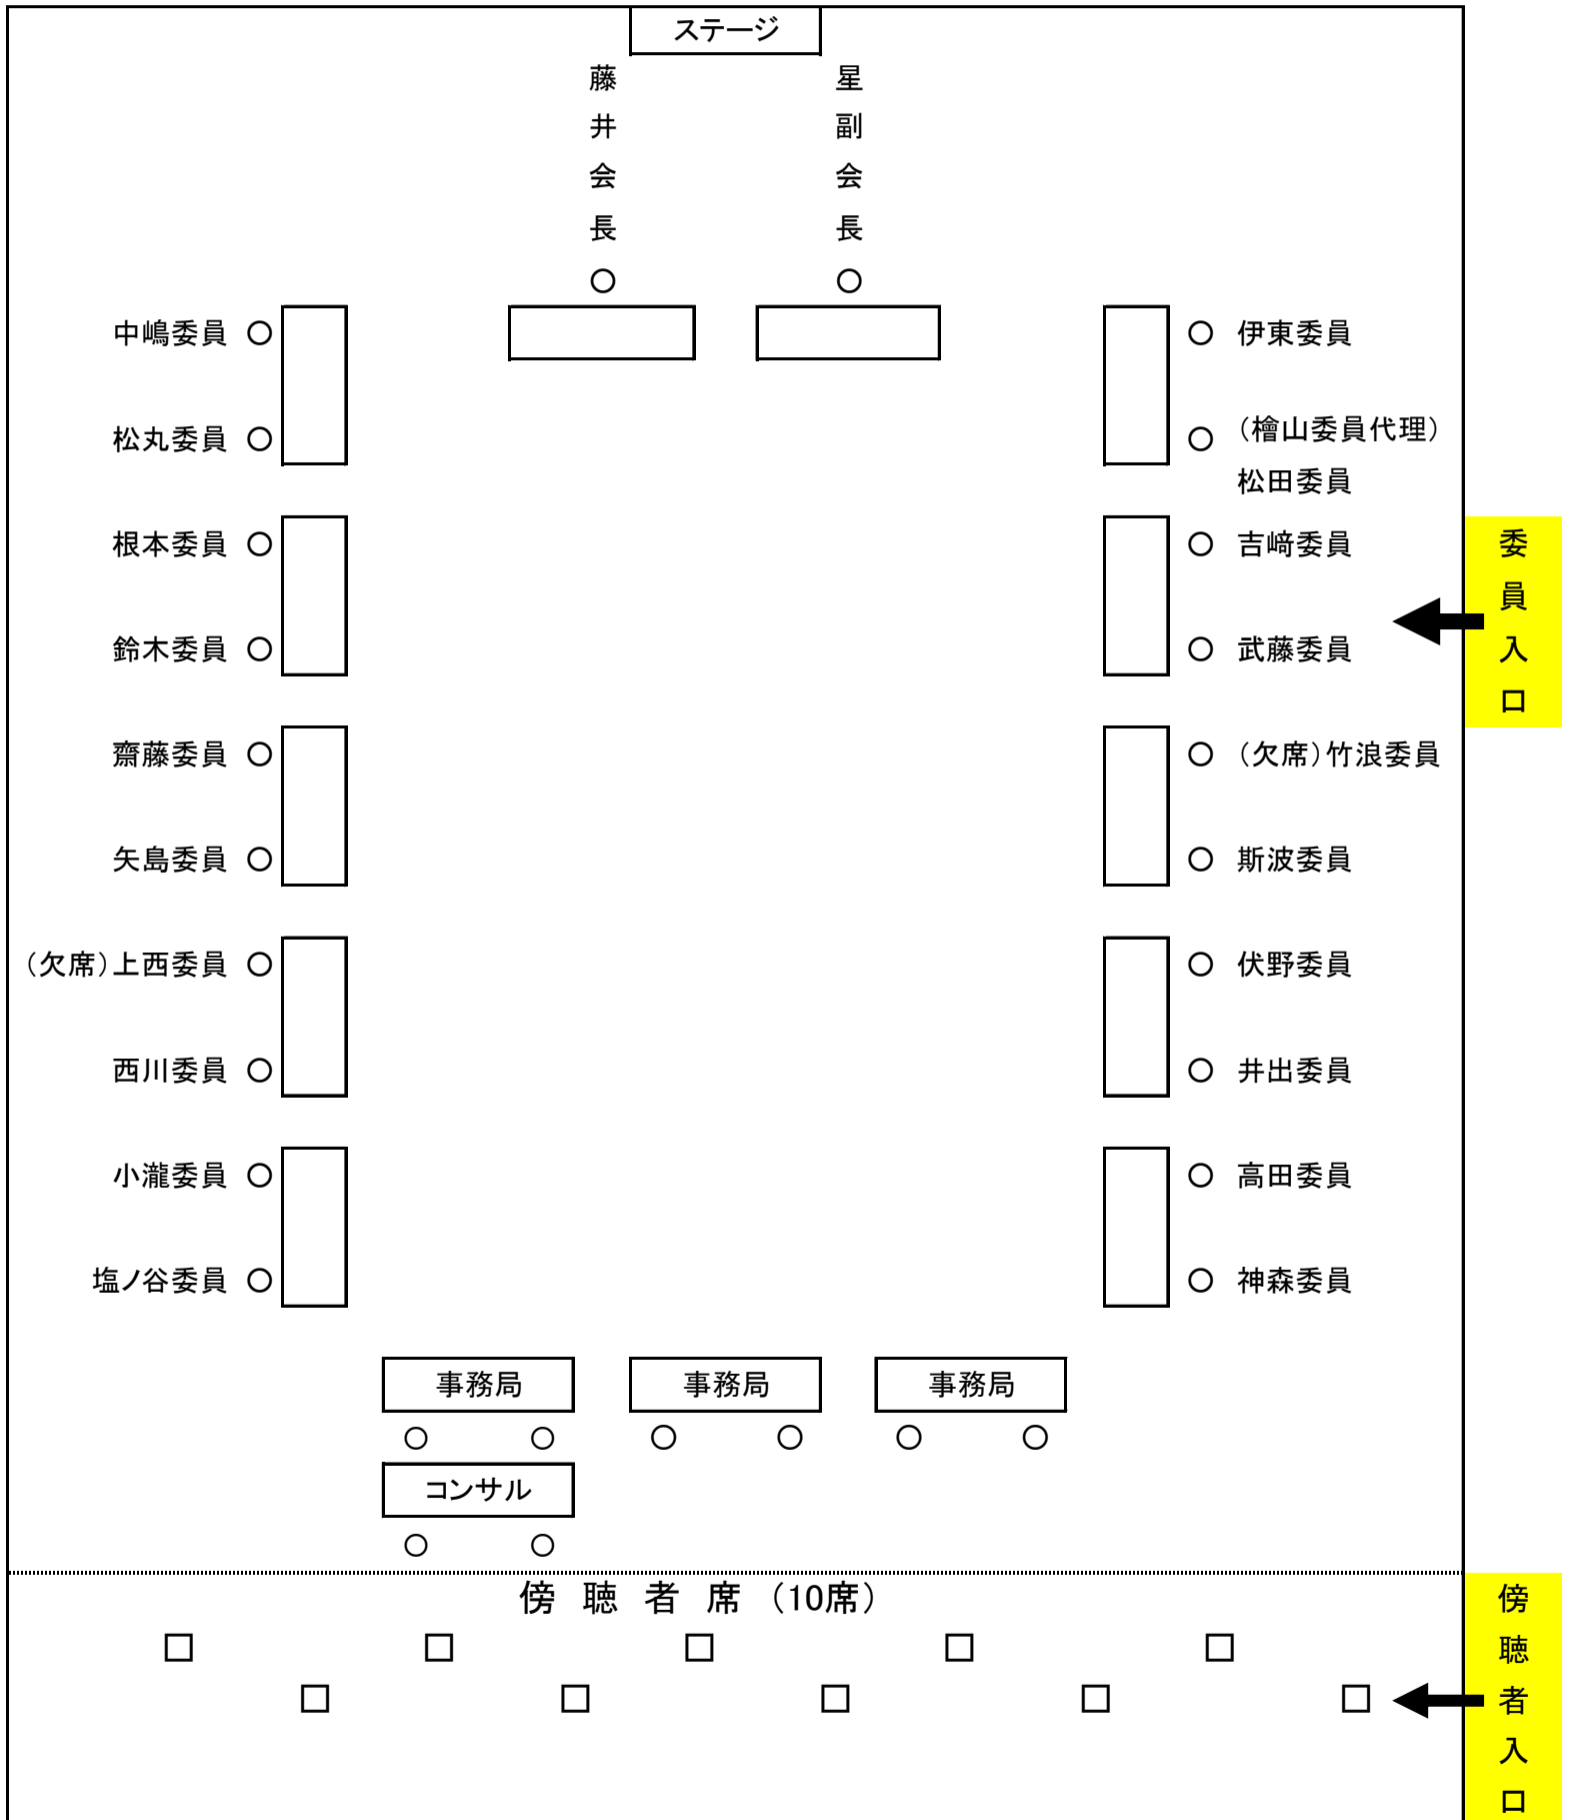 ステージ
藤井会長
星副会長
中嶋委員
伊東委員
松丸委員
（檜山委員代理）
松田委員
根本委員
吉﨑委員
鈴木委員
武藤委員
委員入口
齋藤委員
（欠席）竹浪委員
矢島委員
斯波委員
（欠席）上西委員
伏野委員
西川委員
井出委員
小瀧委員
高田委員
塩ノ谷委員
神森委員
事務局
事務局
事務局
コンサル
傍聴者席（10席）
傍聴者入口